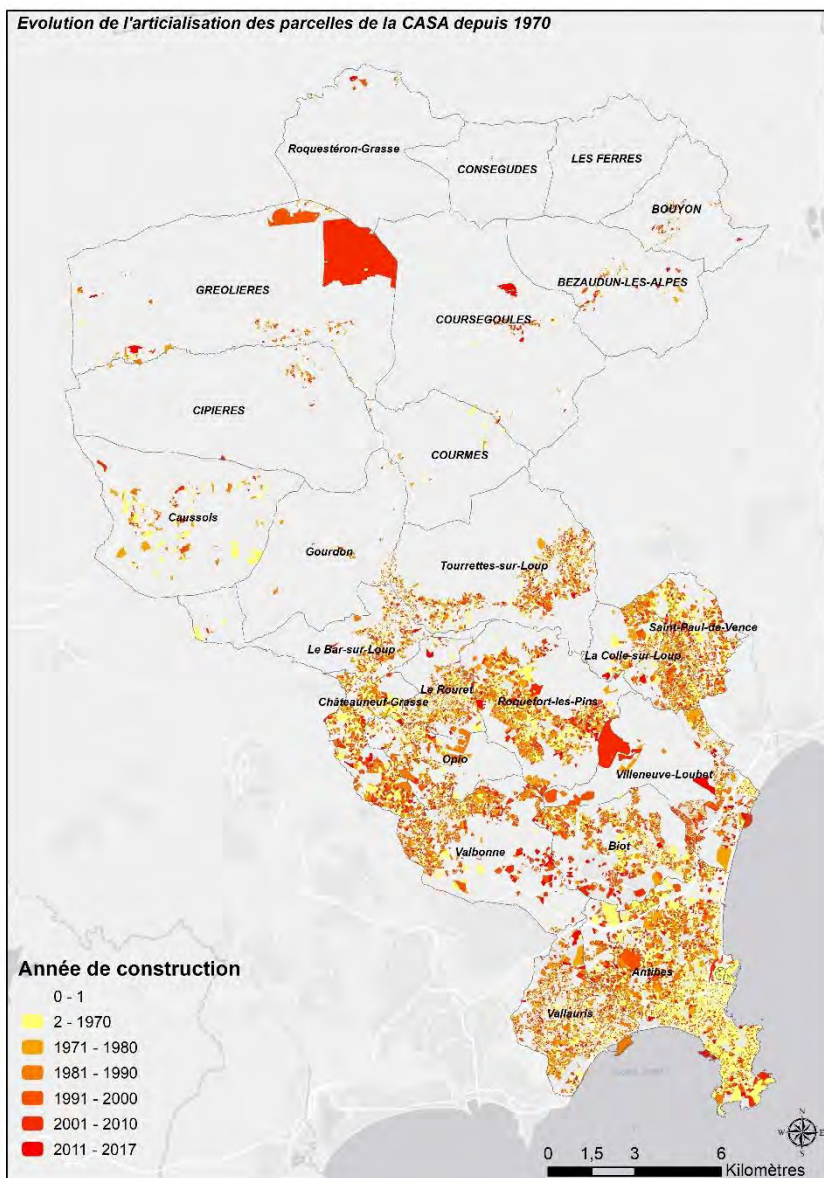 Evolution de l'articialisation des parcelles de la CASA depuis 1970
Roquestéron-Grasse
CONSEGUDES
LES FERRES
BOUYON
GREOLIERES
BEZAUDUN-LES-ALPES
COURSEGOULES
CIPIERES
COURMES
Caussols
Gourdon
Tourrettes-sur-Loup
Saint-Paul-de-Vence
Le Bar-sur-Loup
La Colle-sur-Loup
Le Rouret
Châteauneuf-Grasse
Roquefort-les-Pins
Opio
Villeneuve-Loubet
Valbonne
Biot
Antibes
Vallauris
Année de construction
0 - 1
2 - 1970
1971 - 1980
1981 - 1990
1991 - 2000
2001 - 2010
2011 - 2017
N
W E
S
0 1,5 3 6
Kilomètres